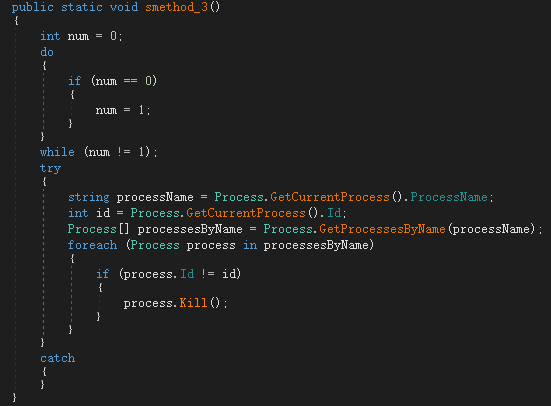 public static void smethod_3()
{
    int num = 0;
    do
    {
        if (num == 0)
        {
            num = 1;
        }
    }
    while (num != 1);
    try
    {
        string processName = Process.GetCurrentProcess().ProcessName;
        int id = Process.GetCurrentProcess().Id;
        Process[] processesByName = Process.GetProcessesByName(processName);
        foreach (Process process in processesByName)
        {
            if (process.Id != id)
            {
                process.Kill();
            }
        }
    }
    catch
    {
    }
}